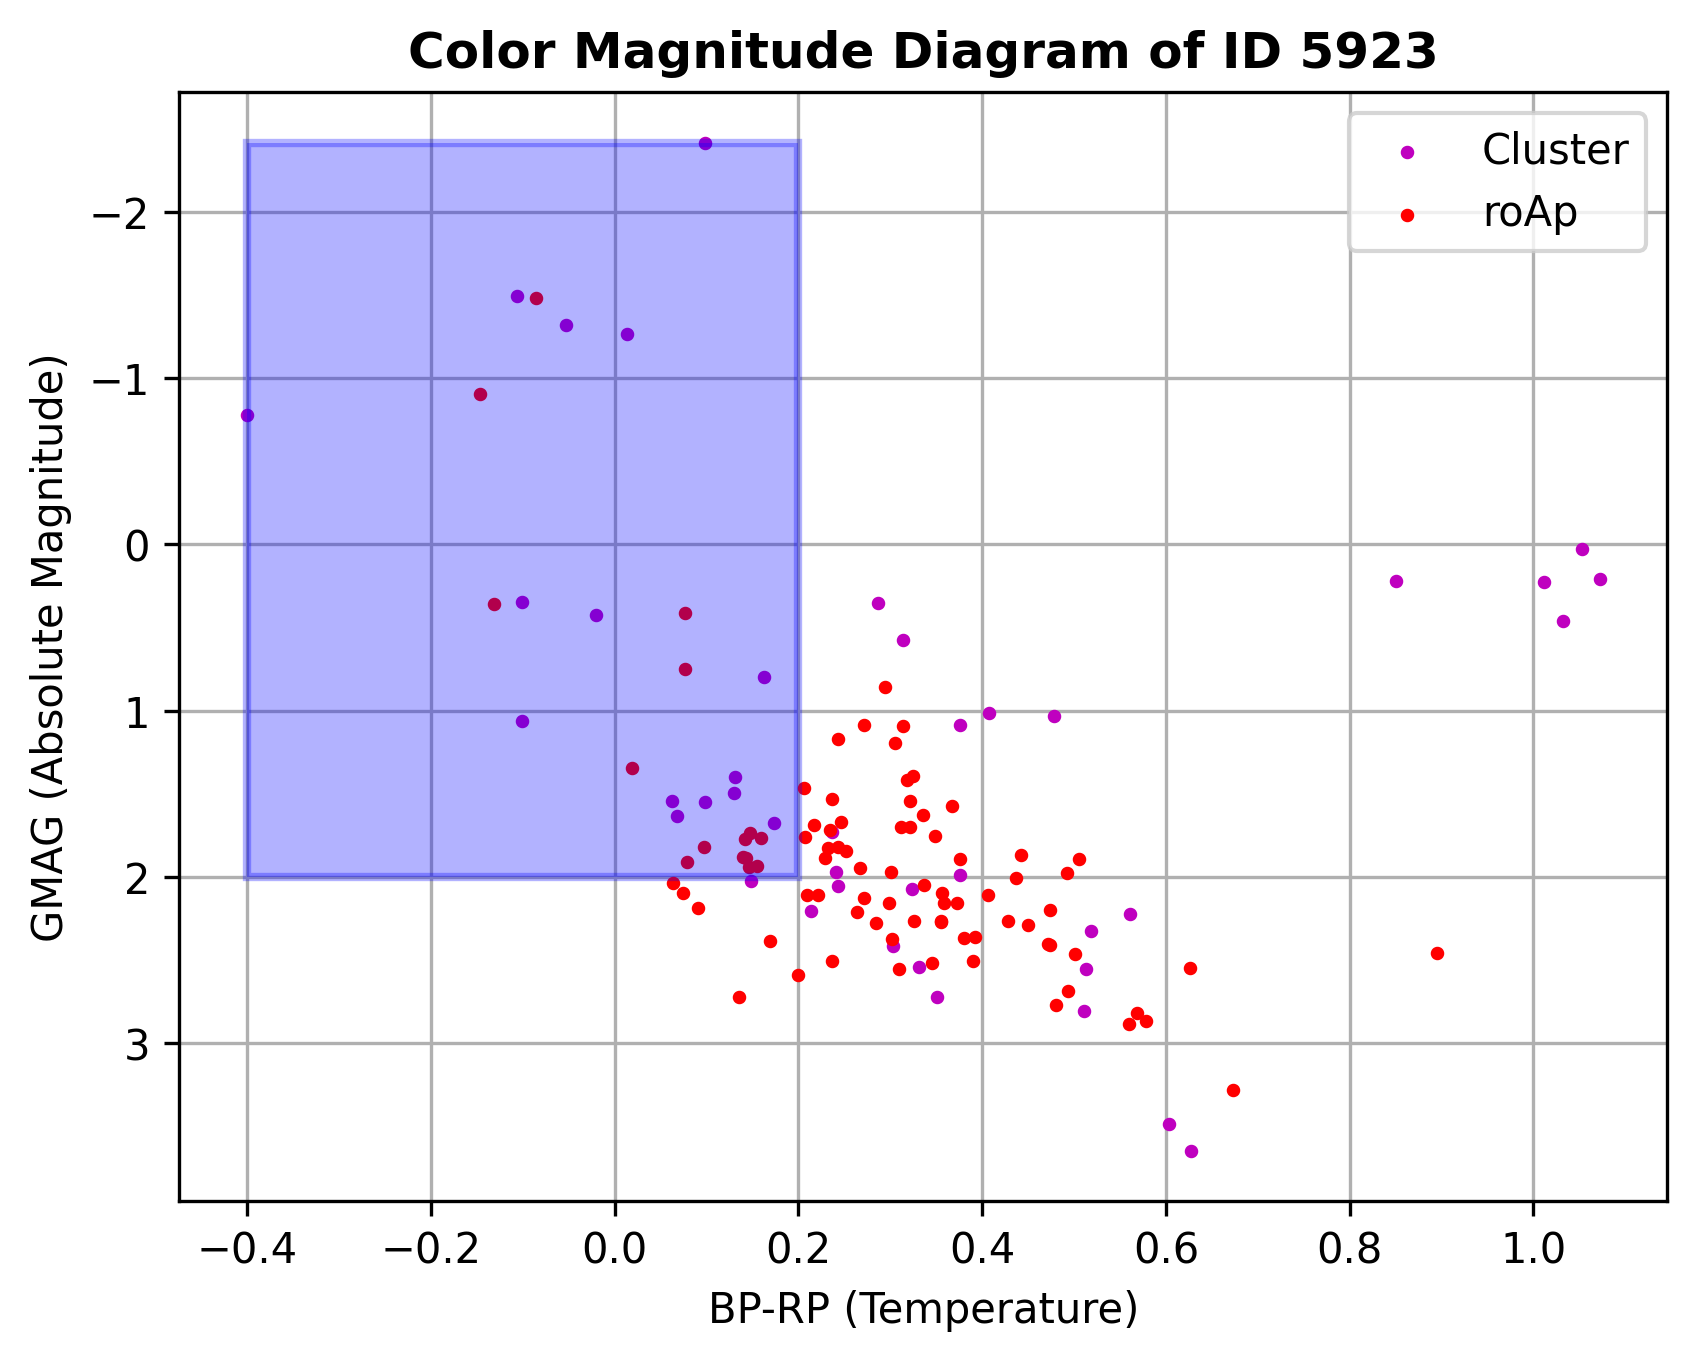 Color Magnitude Diagram of ID 5923
Cluster
roAp
−2
−1
0
1
2
3
GMAG (Absolute Magnitude)
−0.4
−0.2
0.0
0.2
0.4
0.6
0.8
1.0
BP-RP (Temperature)